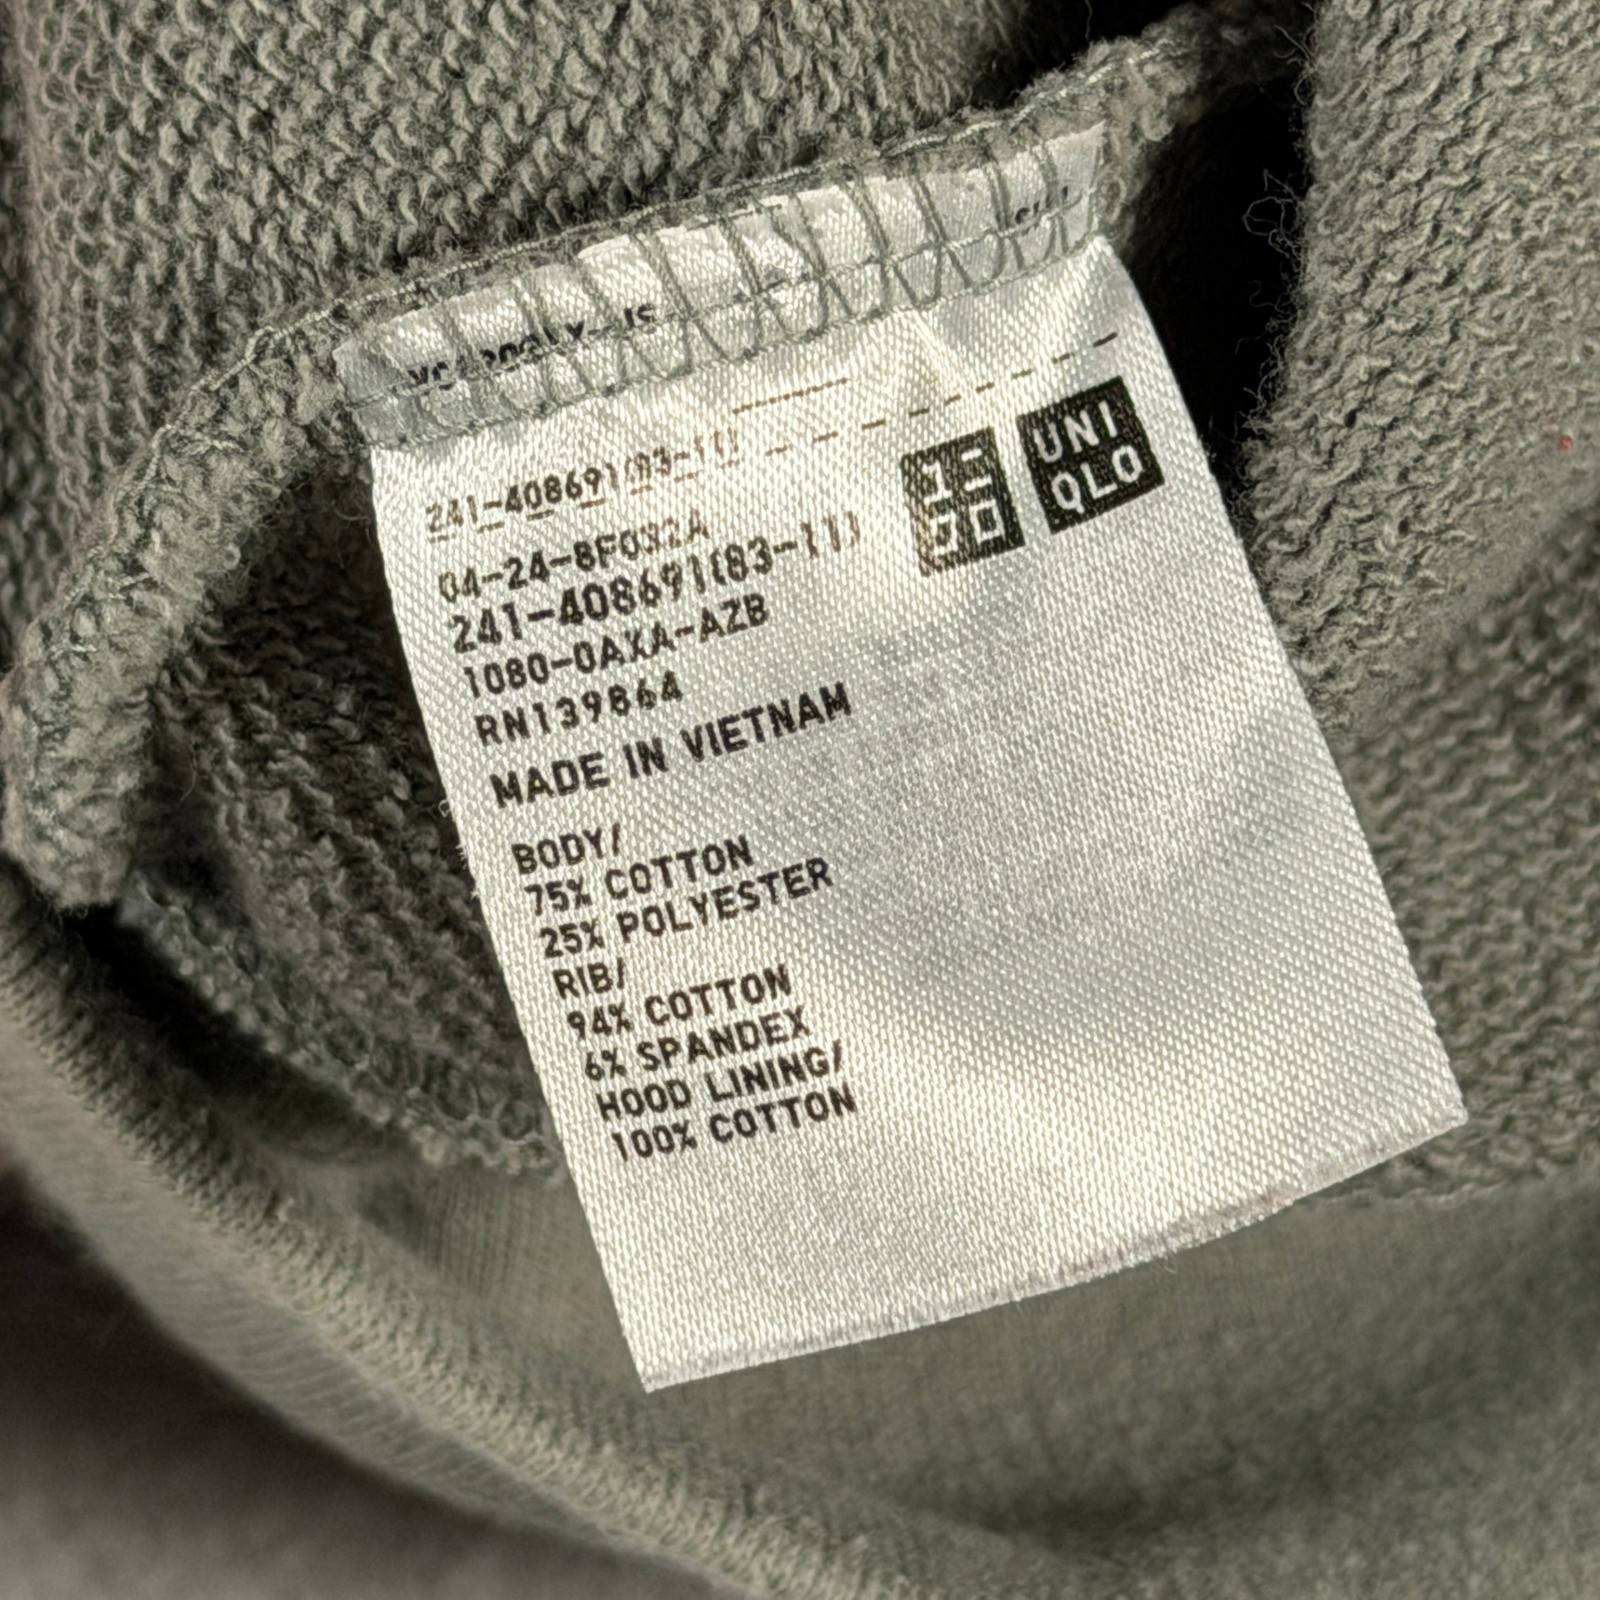 241-408691(83-11)
04-24-8F032A
241-408691(83-11)
1080-0AXA-AZB
RN139864
MADE IN VIETNAM
UNI
QLO
BODY/
75% COTTON
25% POLYESTER
RIB/
94% COTTON
6% SPANDEX
HOOD LINING/
100% COTTON